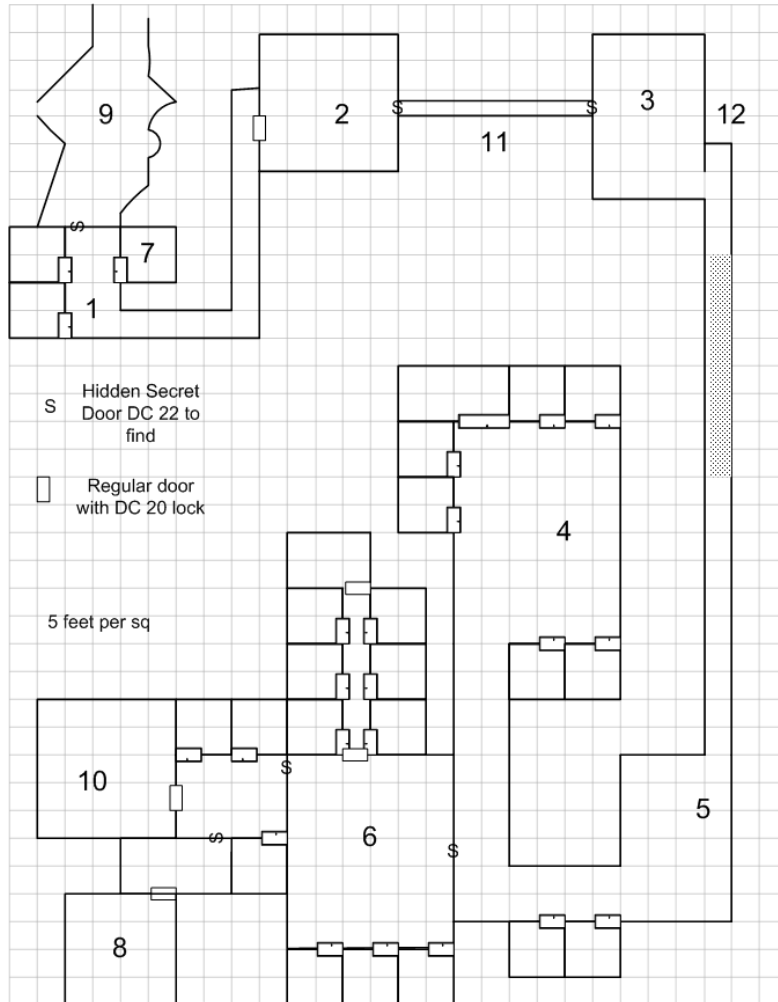 9
2
3
12
11
7
1
S
S
S
S
Hidden Secret
Door DC 22 to
find
Regular door
with DC 20 lock
4
5 feet per sq
S
10
6
5
S
S
8